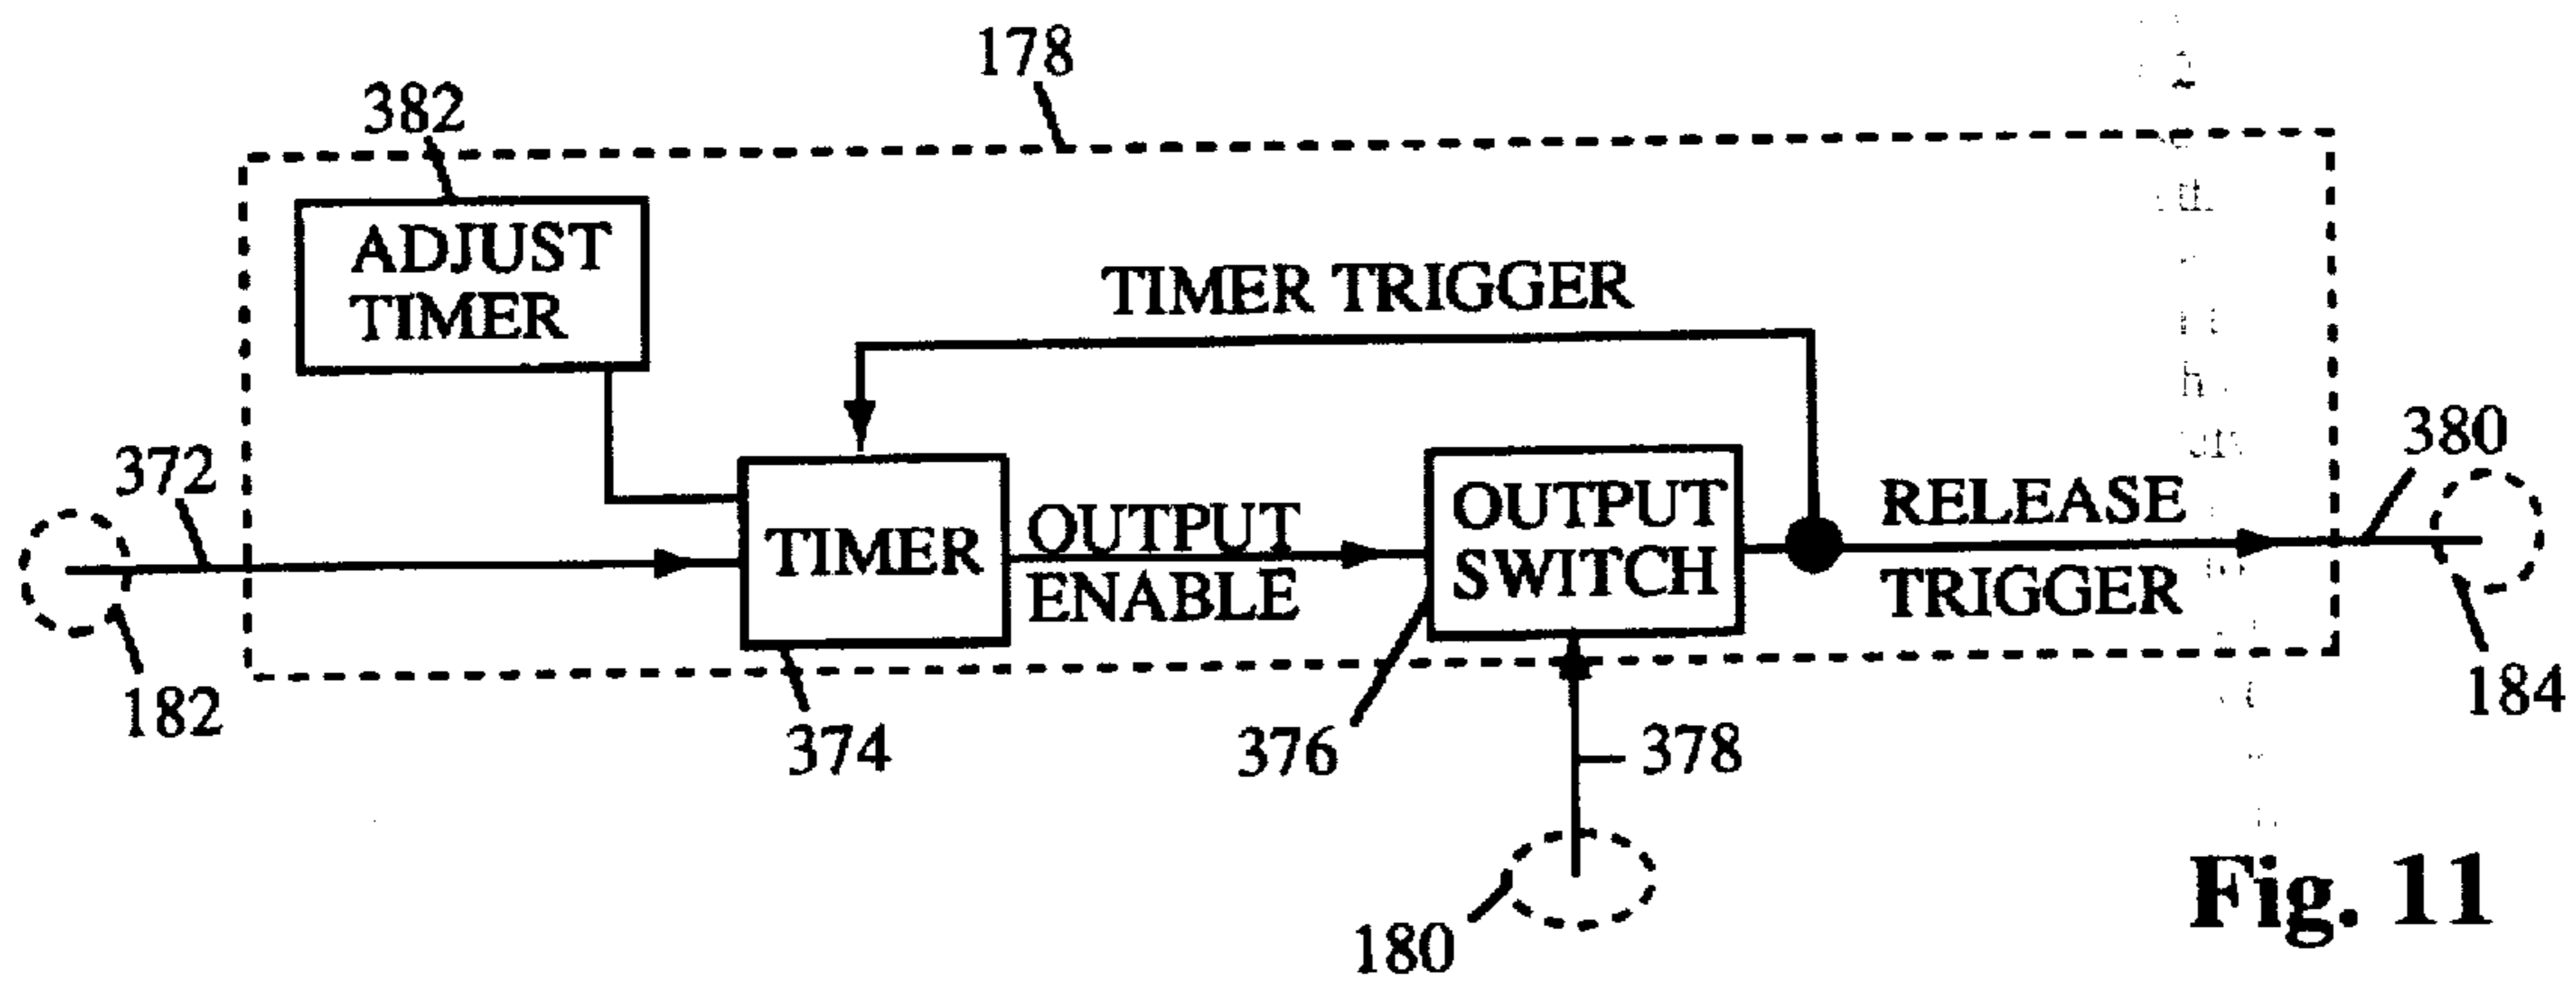 178
382
ADJUST
TIMER
TIMER TRIGGER
372
380
TIMER
OUTPUT
ENABLE
OUTPUT
SWITCH
RELEASE
TRIGGER
182
374
376
378
184
180
Fig. 11